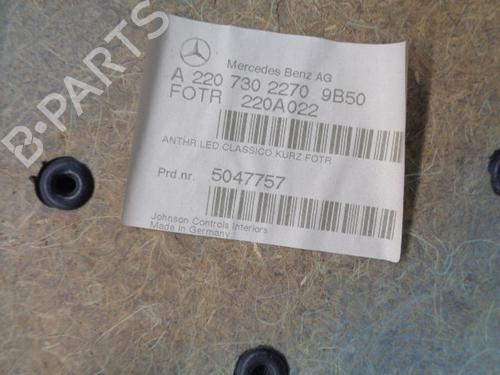 Mercedes Benz AG
A 220 730 2270 9B50
FOTR 220A022
ANTHR LED CLASSICO KURZ FOTR
Prd.nr. 5047757
Johnson Controls Interiors
Made in Germany
B-PARTS